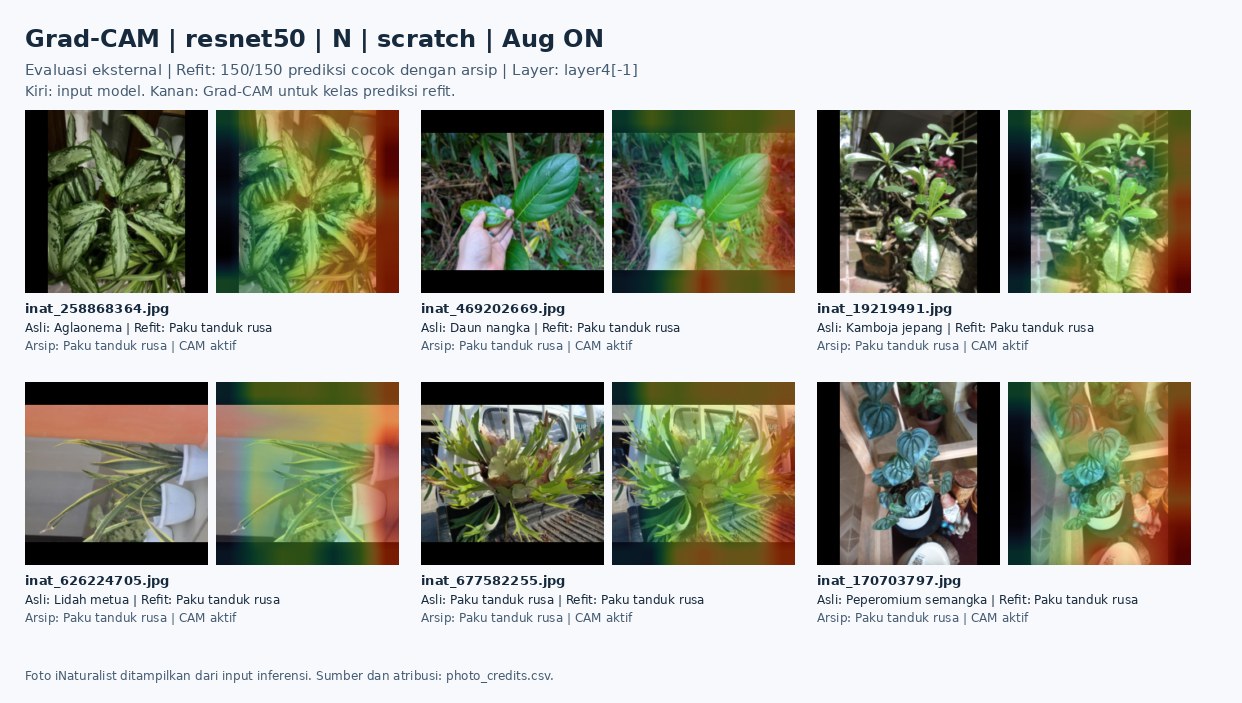 Grad-CAM | resnet50 | N | scratch | Aug ON
Evaluasi eksternal | Refit: 150/150 prediksi cocok dengan arsip | Layer: layer4[-1]
Kiri: input model. Kanan: Grad-CAM untuk kelas prediksi refit.
inat_258868364.jpg
Asli: Aglaonema | Refit: Paku tanduk rusa
Arsip: Paku tanduk rusa | CAM aktif
inat_469202669.jpg
Asli: Daun nangka | Refit: Paku tanduk rusa
Arsip: Paku tanduk rusa | CAM aktif
inat_19219491.jpg
Asli: Kamboja jepang | Refit: Paku tanduk rusa
Arsip: Paku tanduk rusa | CAM aktif
inat_626224705.jpg
Asli: Lidah metua | Refit: Paku tanduk rusa
Arsip: Paku tanduk rusa | CAM aktif
inat_677582255.jpg
Asli: Paku tanduk rusa | Refit: Paku tanduk rusa
Arsip: Paku tanduk rusa | CAM aktif
inat_170703797.jpg
Asli: Peperomium semangka | Refit: Paku tanduk rusa
Arsip: Paku tanduk rusa | CAM aktif
Foto iNaturalist ditampilkan dari input inferensi. Sumber dan atribusi: photo_credits.csv.